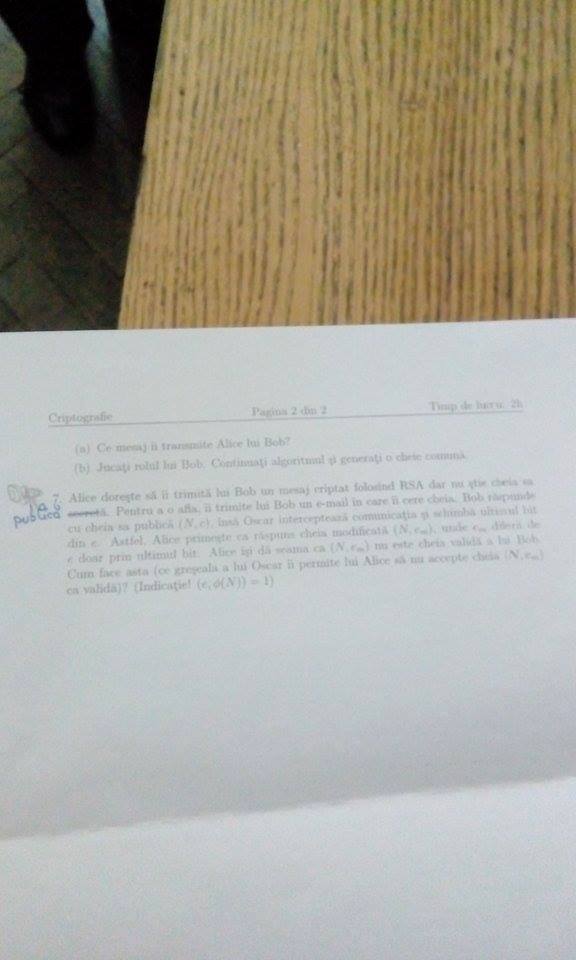 Criptografie Pagina 2 din 2 Timp de lucru: 2h
(a) Ce mesaj îi transmite Alice lui Bob?
(b) Jucaţi rolul lui Bob. Continuaţi algoritmul şi generaţi o cheie comună.
7. Alice doreşte să îi trimită lui Bob un mesaj criptat folosind RSA dar nu ştie cheia sa
publică secretă. Pentru a o afla, îi trimite lui Bob un e-mail în care îi cere cheia. Bob răspunde
cu cheia sa publică (N, e), însă Oscar interceptează comunicaţia şi schimbă ultimul bit
din e. Astfel, Alice primeşte ca răspuns cheia modificată (N, e_m), unde e_m diferă de
e doar prin ultimul bit. Alice îşi dă seama ca (N, e_m) nu este cheia validă a lui Bob.
Cum face asta (ce greşeala a lui Oscar îi permite lui Alice să nu accepte cheia (N, e_m)
ca validă)? (Indicaţie! (e, ϕ(N)) = 1)